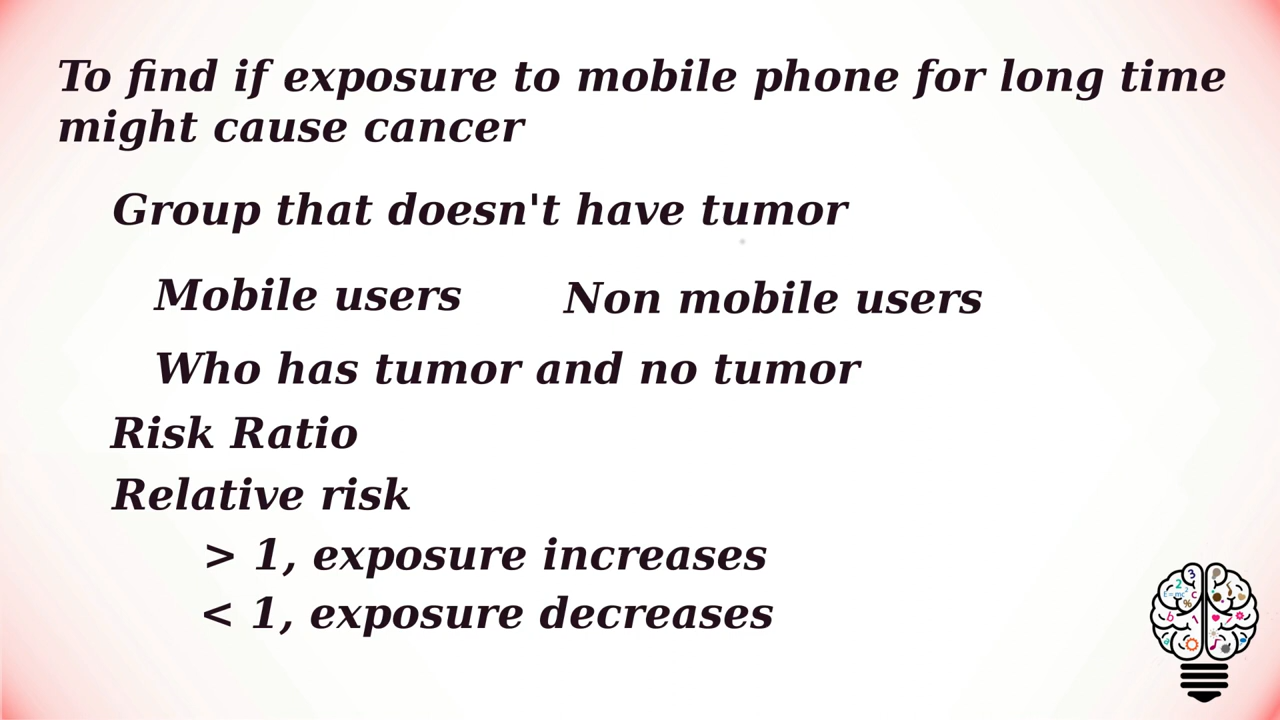 To find if exposure to mobile phone for long time
might cause cancer
Group that doesn't have tumor
Mobile users
Non mobile users
Who has tumor and no tumor
Risk Ratio
Relative risk
> 1, exposure increases
< 1, exposure decreases